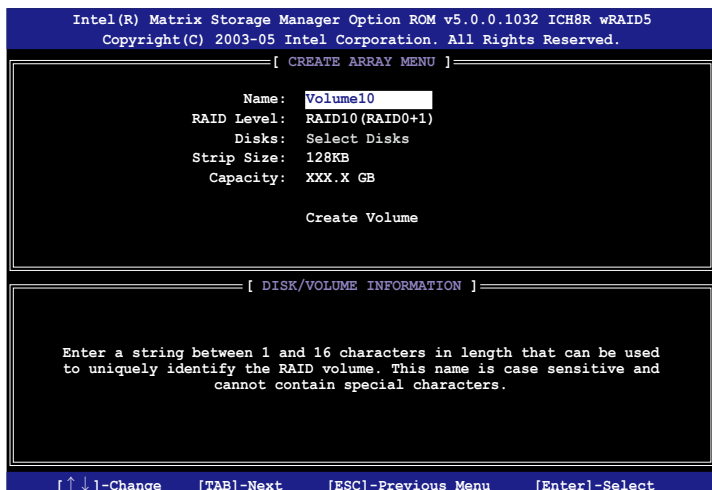 Intel(R) Matrix Storage Manager Option ROM v5.0.0.1032 ICH8R wRAID5
Copyright(C) 2003-05 Intel Corporation. All Rights Reserved.
[ CREATE ARRAY MENU ]
Name: Volume10
RAID Level: RAID10(RAID0+1)
Disks: Select Disks
Strip Size: 128KB
Capacity: XXX.X GB
Create Volume
[ DISK/VOLUME INFORMATION ]
Enter a string between 1 and 16 characters in length that can be used
to uniquely identify the RAID volume. This name is case sensitive and
cannot contain special characters.
[↑↓]-Change [TAB]-Next [ESC]-Previous Menu [Enter]-Select